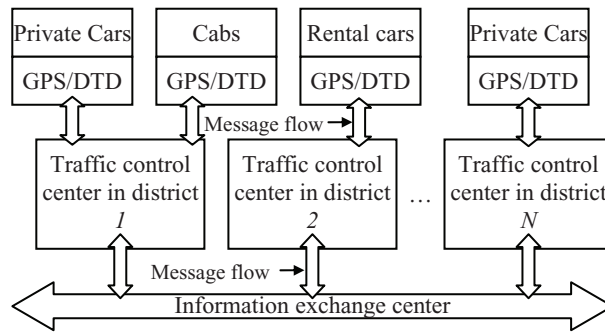 Private Cars
Cabs
Rental cars
Private Cars
GPS/DTD
GPS/DTD
GPS/DTD
GPS/DTD
Message flow
Traffic control
center in district
1
Traffic control
center in district
2
...
Traffic control
center in district
N
Message flow
Information exchange center